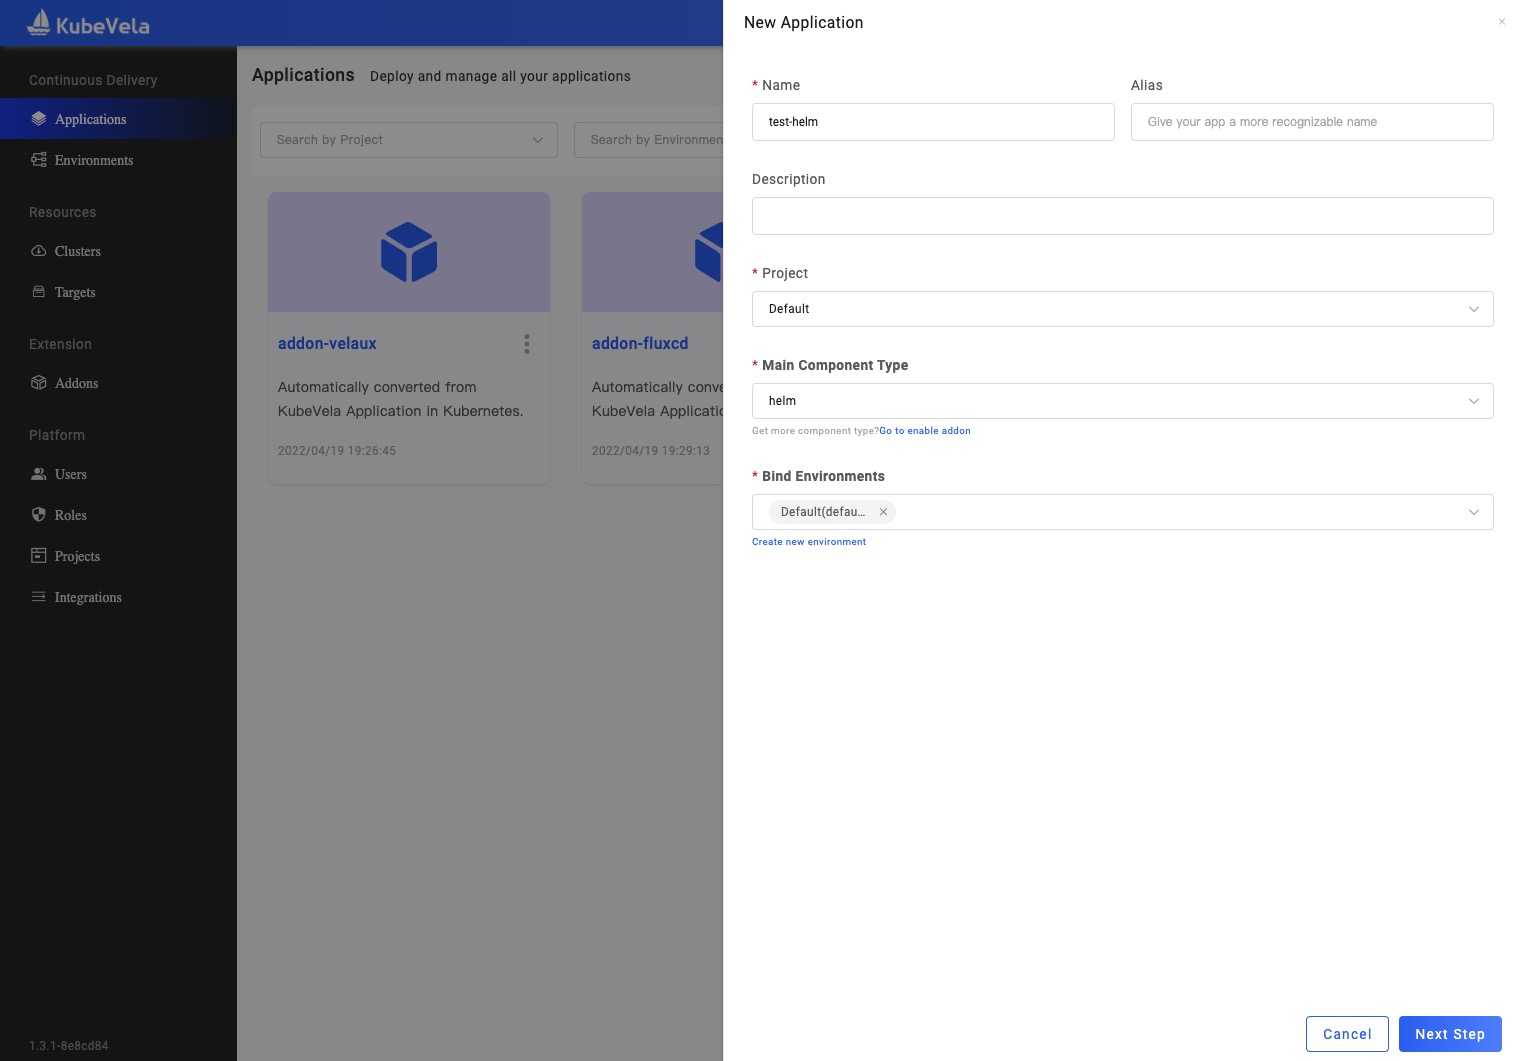 KubeVela
Continuous Delivery
Applications
Environments
Resources
Clusters
Targets
Extension
Addons
Platform
Users
Roles
Projects
Integrations
1.3.1-8e8cd84
Applications Deploy and manage all your applications
Search by Project
Search by Environmen
addon-velaux
Automatically converted from
KubeVela Application in Kubernetes.
2022/04/19 19:26:45
addon-fluxcd
Automatically conve
KubeVela Applicatio
2022/04/19 19:29:13
New Application
* Name
test-helm
Alias
Give your app a more recognizable name
Description
* Project
Default
* Main Component Type
helm
Get more component type?Go to enable addon
* Bind Environments
Default(defau...
Create new environment
Cancel
Next Step